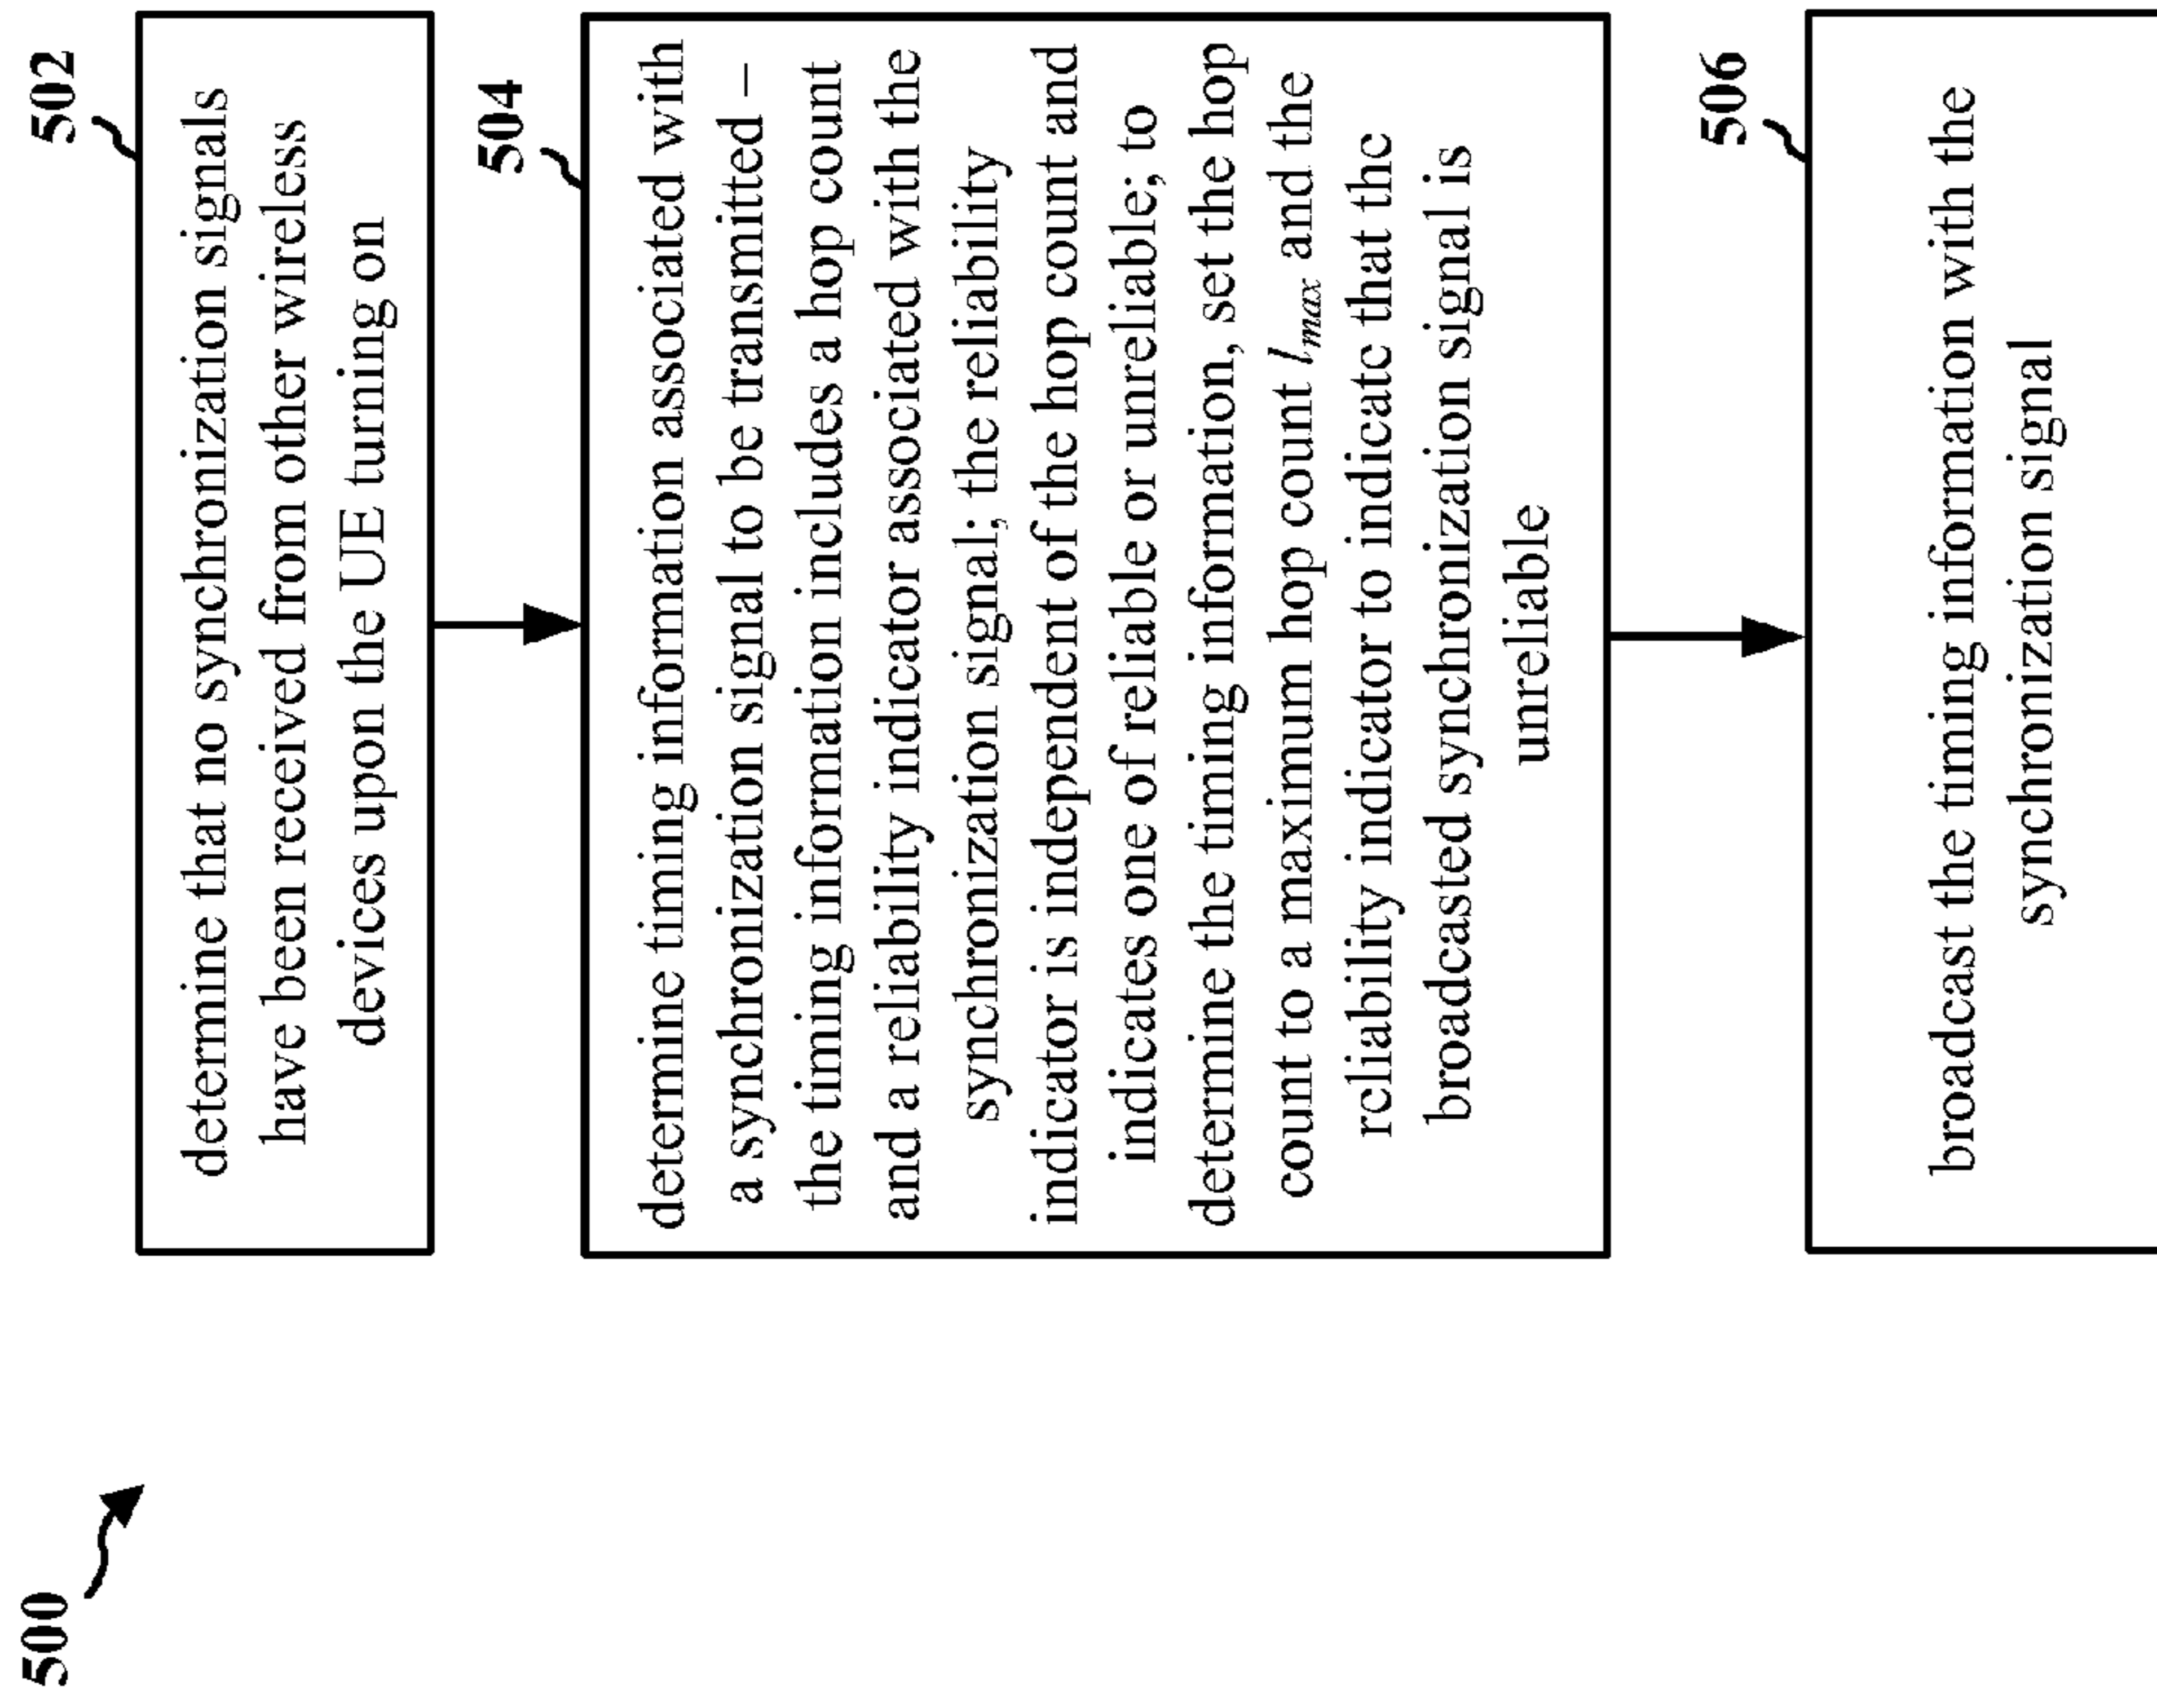 500
502
determine that no synchronization signals
have been received from other wireless
devices upon the UE turning on
504
determine timing information associated with
a synchronization signal to be transmitted –
the timing information includes a hop count
and a reliability indicator associated with the
synchronization signal; the reliability
indicator is independent of the hop count and
indicates one of reliable or unreliable; to
determine the timing information, set the hop
count to a maximum hop count l_max and the
reliability indicator to indicate that the
broadcasted synchronization signal is
unreliable
506
broadcast the timing information with the
synchronization signal